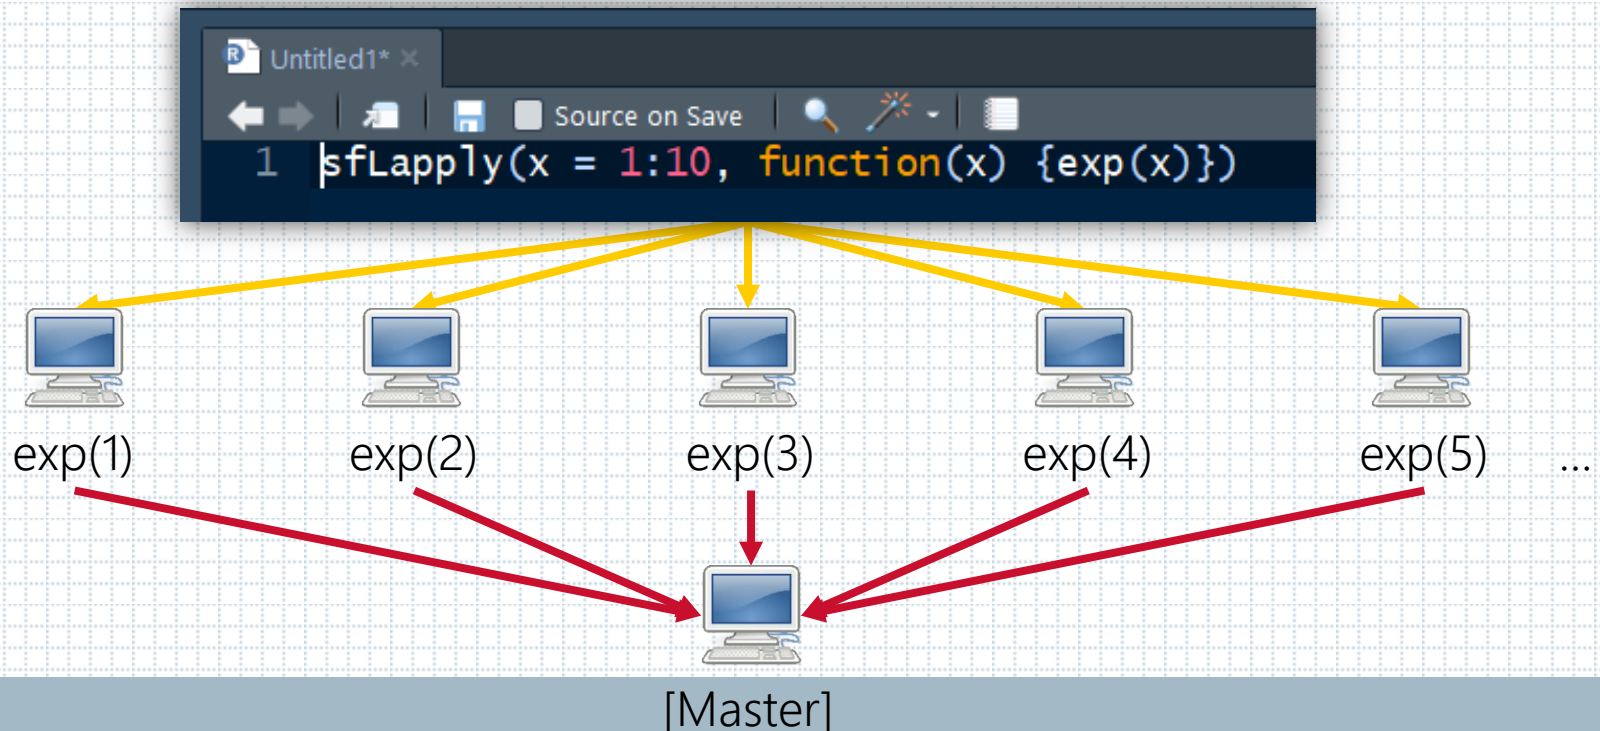 R Untitled1* ×
Source on Save
1 sfLapply(x = 1:10, function(x) {exp(x)})
exp(1) exp(2) exp(3) exp(4) exp(5) ...
[Master]